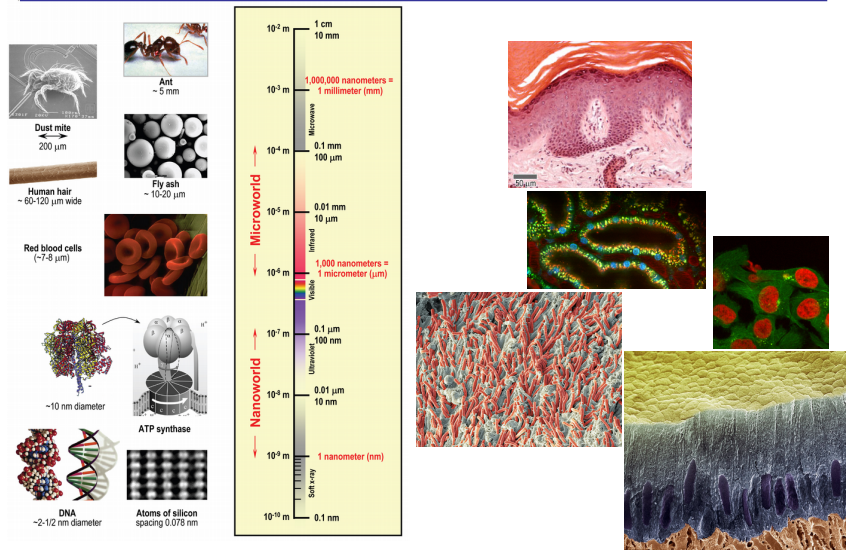 Ant
~ 5 mm
Dust mite
200 μm
Fly ash
~ 10-20 μm
Human hair
~ 60-120 μm wide
Red blood cells
(~7-8 μm)
H⁺
~10 nm diameter
ATP synthase
DNA
~2-1/2 nm diameter
Atoms of silicon
spacing 0.078 nm
Microworld
Nanoworld
10⁻² m
1 cm
10 mm
1,000,000 nanometers =
10⁻³ m
1 millimeter (mm)
Microwave
10⁻⁴ m
0.1 mm
100 μm
0.01 mm
10⁻⁵ m
10 μm
Infrared
1,000 nanometers =
10⁻⁶ m
1 micrometer (μm)
Visible
10⁻⁷ m
0.1 μm
100 nm
Ultraviolet
10⁻⁸ m
0.01 μm
10 nm
10⁻⁹ m
1 nanometer (nm)
Soft x-ray
10⁻¹⁰ m
0.1 nm
50 μm